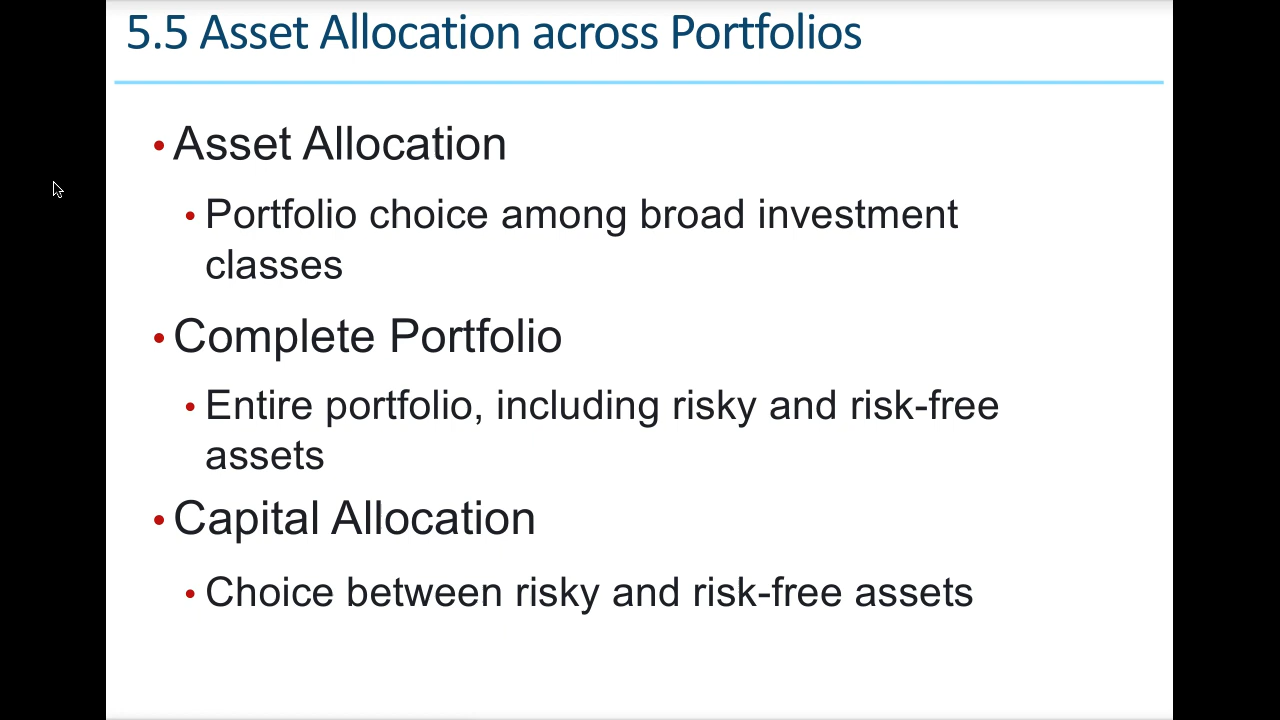 5.5 Asset Allocation across Portfolios
• Asset Allocation
• Portfolio choice among broad investment
classes
• Complete Portfolio
• Entire portfolio, including risky and risk-free
assets
• Capital Allocation
• Choice between risky and risk-free assets